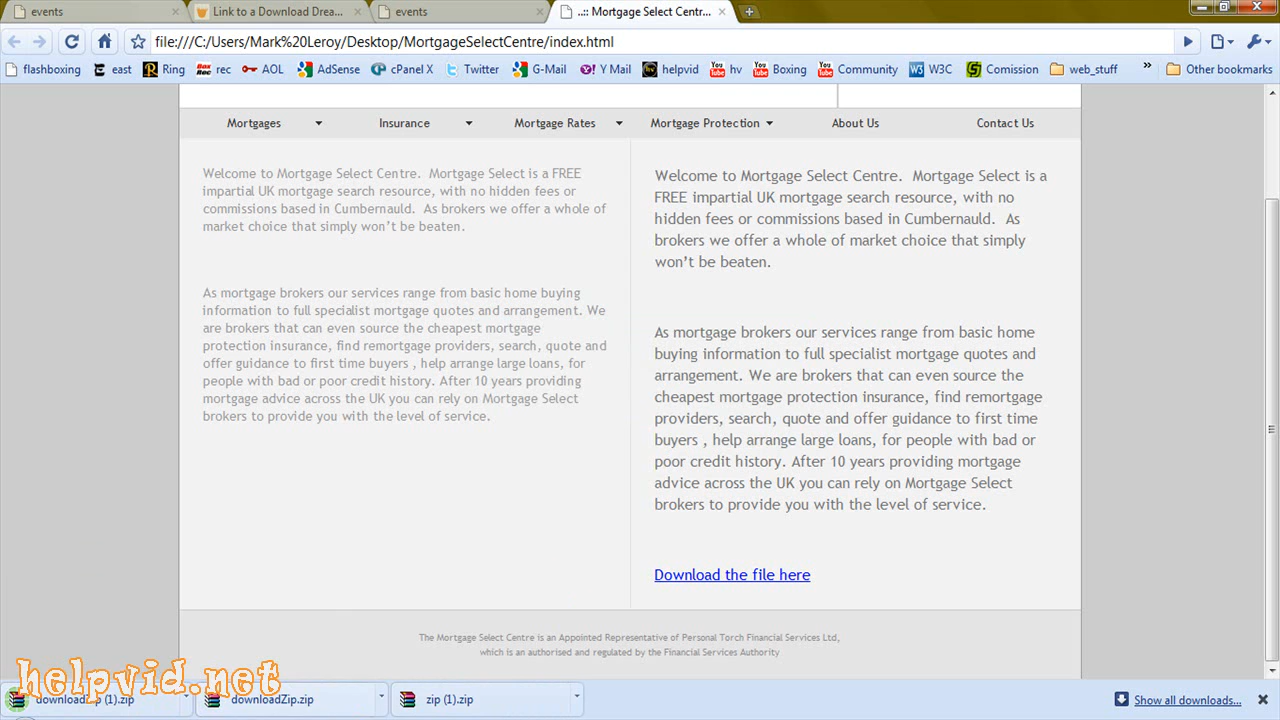 events
Link to a Download Drea...
events
..:: Mortgage Select Centr...
file:///C:/Users/Mark%20Leroy/Desktop/MortgageSelectCentre/index.html
flashboxing
east
Ring
rec
AOL
AdSense
cPanel X
Twitter
G-Mail
Y Mail
helpvid
hv
Boxing
Community
W3C
Comission
web_stuff
»
Other bookmarks
Mortgages
Insurance
Mortgage Rates
Mortgage Protection
About Us
Contact Us
Welcome to Mortgage Select Centre.  Mortgage Select is a FREE
impartial UK mortgage search resource, with no hidden fees or
commissions based in Cumbernauld.  As brokers we offer a whole of
market choice that simply won’t be beaten.
As mortgage brokers our services range from basic home buying
information to full specialist mortgage quotes and arrangement. We
are brokers that can even source the cheapest mortgage
protection insurance, find remortgage providers, search, quote and
offer guidance to first time buyers , help arrange large loans, for
people with bad or poor credit history. After 10 years providing
mortgage advice across the UK you can rely on Mortgage Select
brokers to provide you with the level of service.
Welcome to Mortgage Select Centre.  Mortgage Select is a
FREE impartial UK mortgage search resource, with no
hidden fees or commissions based in Cumbernauld.  As
brokers we offer a whole of market choice that simply
won’t be beaten.
As mortgage brokers our services range from basic home
buying information to full specialist mortgage quotes and
arrangement. We are brokers that can even source the
cheapest mortgage protection insurance, find remortgage
providers, search, quote and offer guidance to first time
buyers , help arrange large loans, for people with bad or
poor credit history. After 10 years providing mortgage
advice across the UK you can rely on Mortgage Select
brokers to provide you with the level of service.
Download the file here
The Mortgage Select Centre is an Appointed Representative of Personal Torch Financial Services Ltd,
which is an authorised and regulated by the Financial Services Authority
helpvid.net
downloadZip (1).zip
downloadZip.zip
zip (1).zip
Show all downloads...